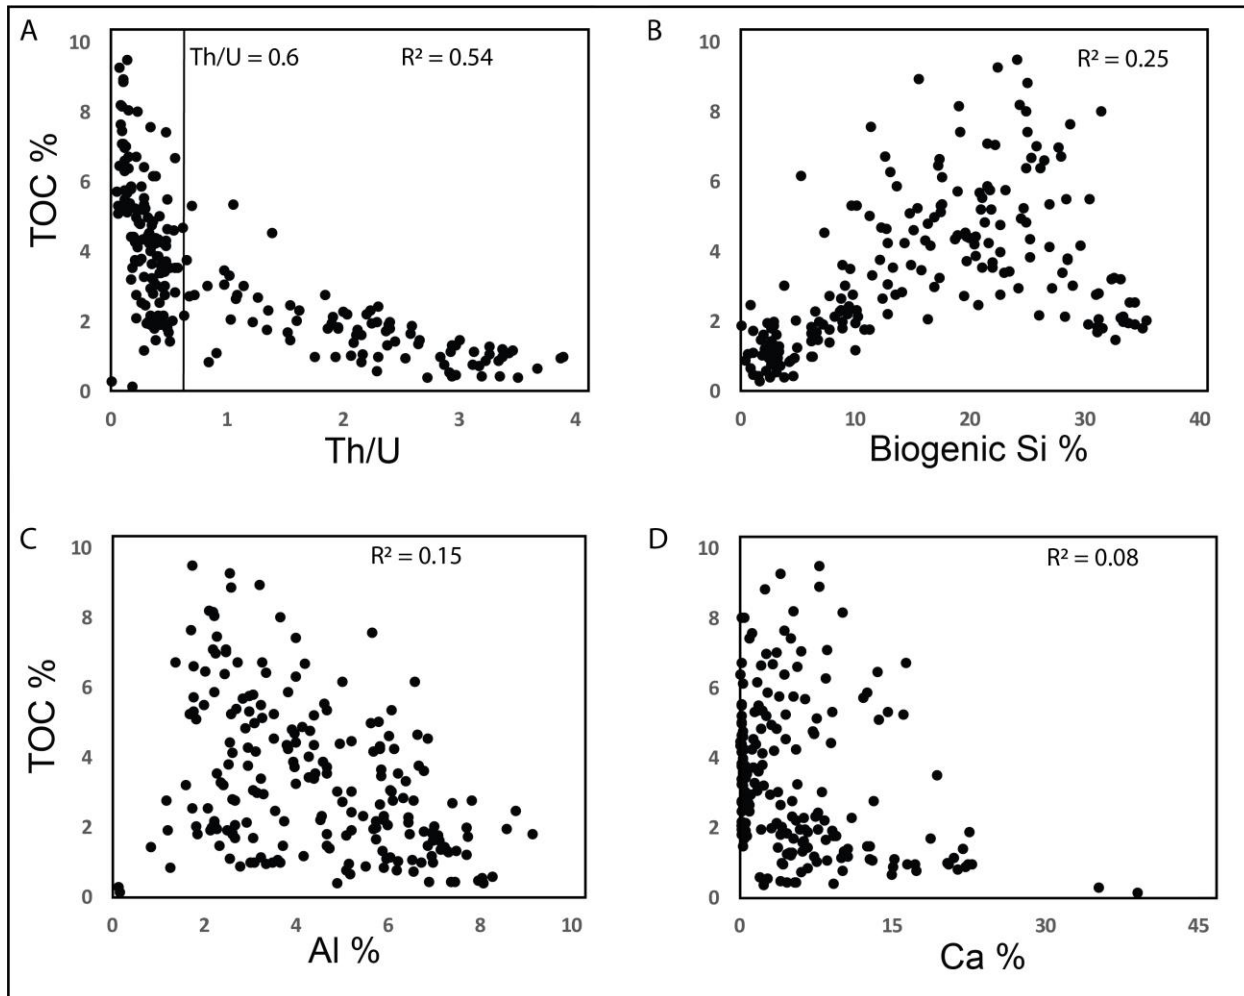 A
Th/U = 0.6
R² = 0.54
TOC %
10
8
6
4
2
0
0 1 2 3 4
Th/U
B
R² = 0.25
10
8
6
4
2
0
0 10 20 30 40
Biogenic Si %
C
R² = 0.15
TOC %
10
8
6
4
2
0
0 2 4 6 8 10
Al %
D
R² = 0.08
10
8
6
4
2
0
0 15 30 45
Ca %